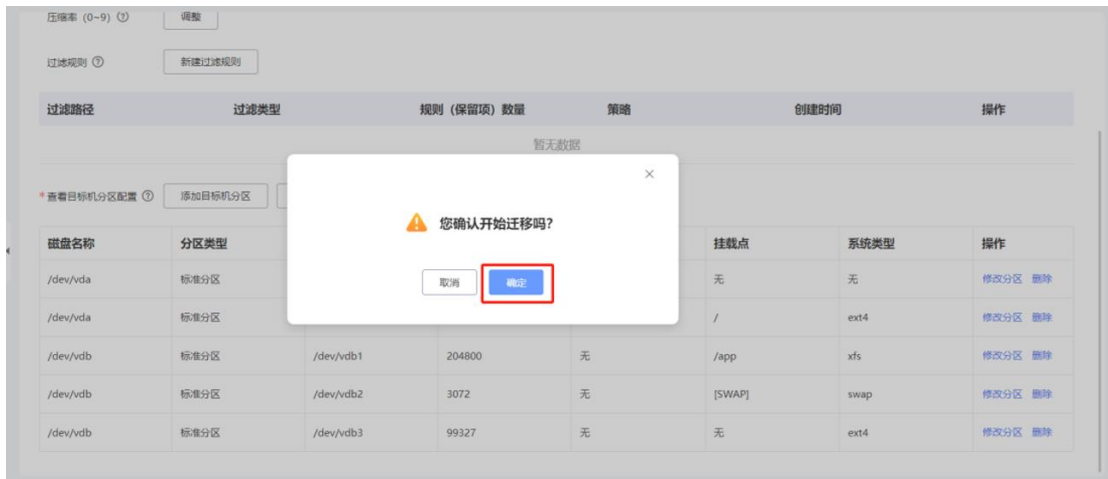 压缩率 (0~9) 调整
过滤规则 新建过滤规则
过滤路径 过滤类型 规则（保留项）数量 策略 创建时间 操作
暂无数据
* 查看目标机分区配置 添加目标机分区
您确认开始迁移吗?
取消 确定
磁盘名称 分区类型 挂载点 系统类型 操作
/dev/vda 标准分区 无 无 修改分区 删除
/dev/vda 标准分区 / ext4 修改分区 删除
/dev/vdb 标准分区 /dev/vdb1 204800 无 /app xfs 修改分区 删除
/dev/vdb 标准分区 /dev/vdb2 3072 无 [SWAP] swap 修改分区 删除
/dev/vdb 标准分区 /dev/vdb3 99327 无 无 ext4 修改分区 删除